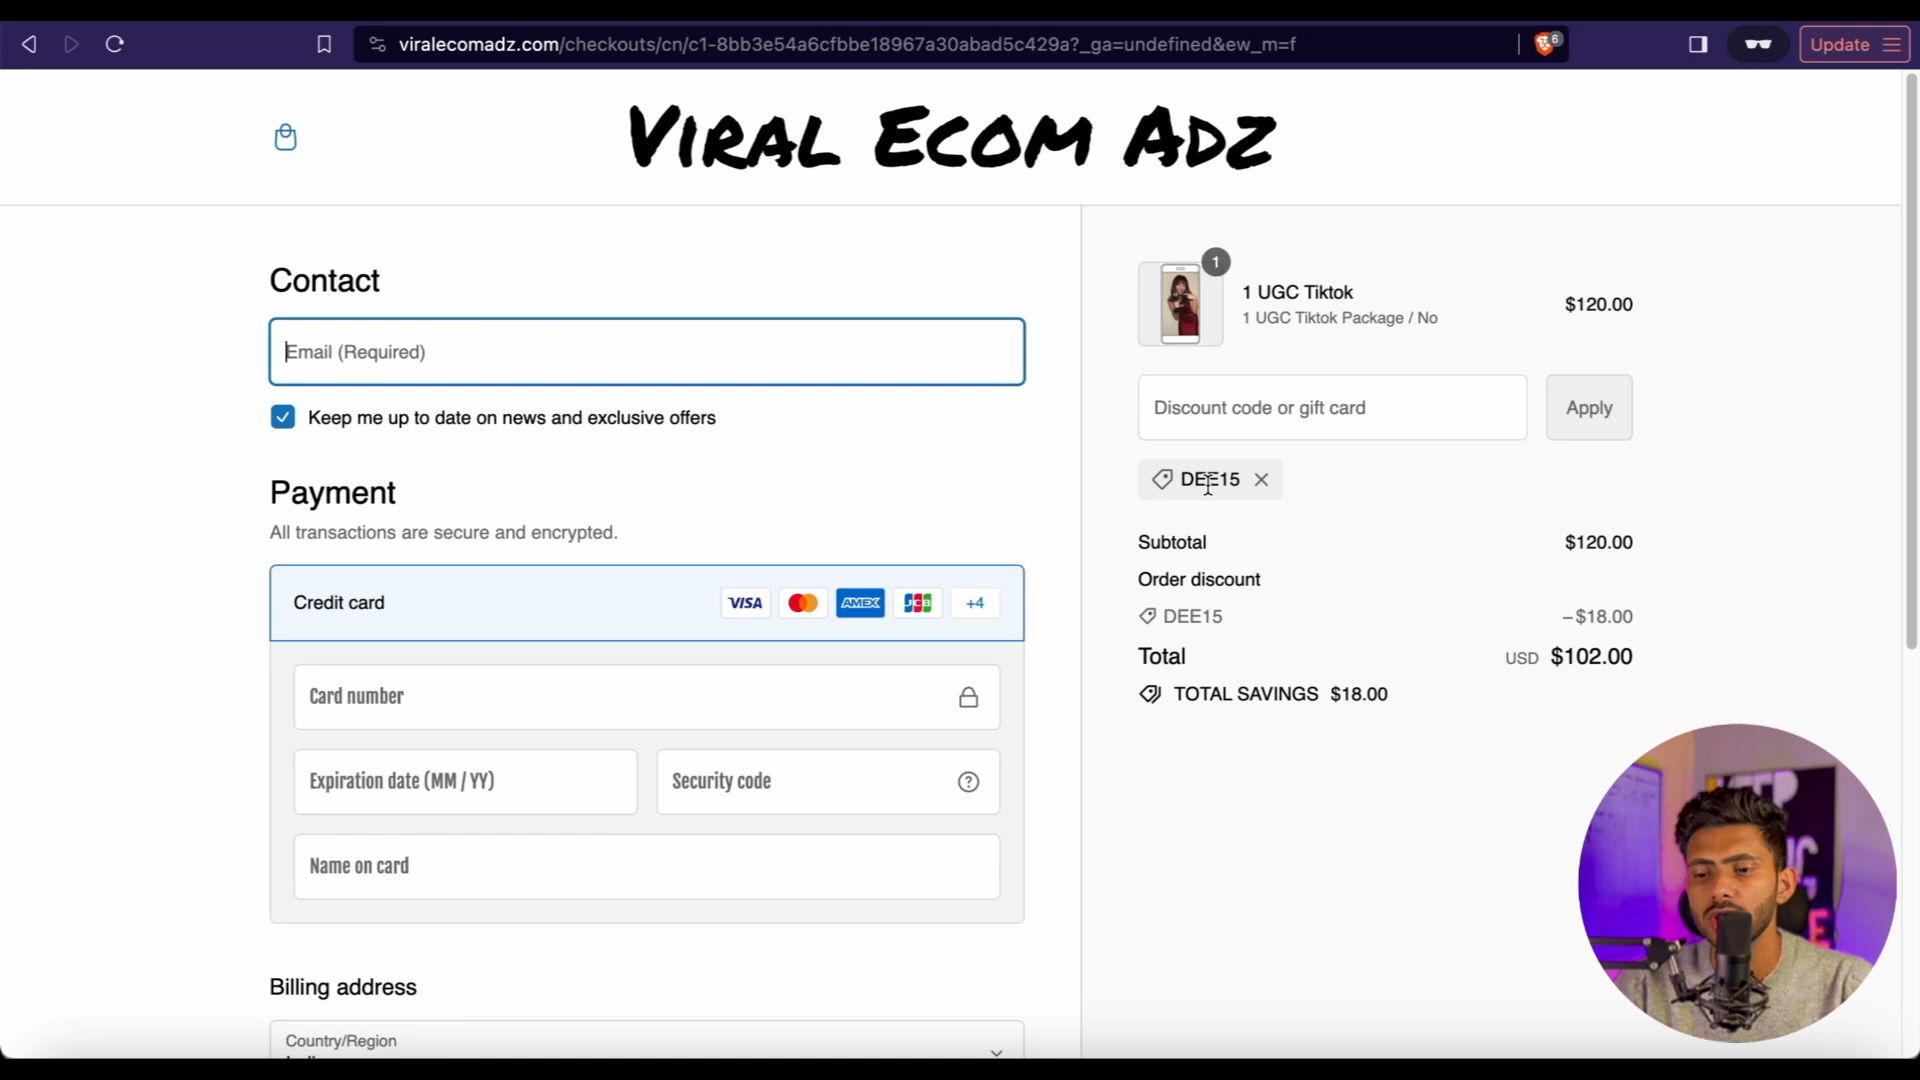 viralecomadz.com/checkouts/cn/c1-8bb3e54a6cfbbe18967a30abad5c429a?_ga=undefined&ew_m=f
6
Update
VIRAL ECOM ADZ
Contact
Email (Required)
Keep me up to date on news and exclusive offers
Payment
All transactions are secure and encrypted.
Credit card
VISA
AMEX
JCB
+4
Card number
Expiration date (MM / YY)
Security code
Name on card
Billing address
Country/Region
1
1 UGC Tiktok
1 UGC Tiktok Package / No
$120.00
Discount code or gift card
Apply
DEE15
Subtotal
$120.00
Order discount
DEE15
−$18.00
Total
USD $102.00
TOTAL SAVINGS $18.00